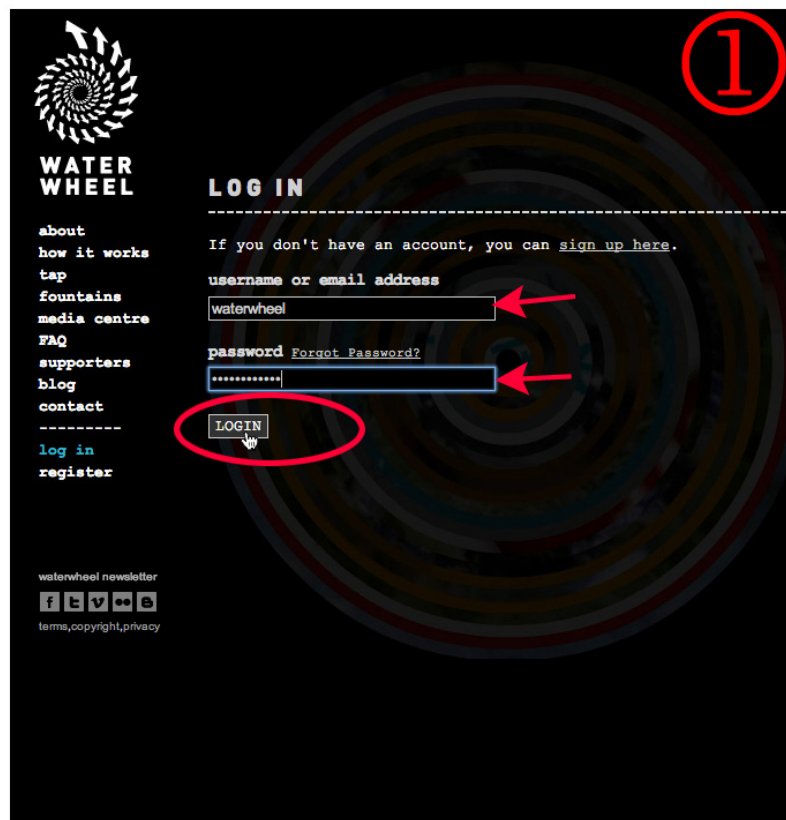 1
WATER
WHEEL
LOG IN
about
how it works
tap
fountains
media centre
FAQ
supporters
blog
contact
---------
log in
register
If you don't have an account, you can sign up here.
username or email address
waterwheel
password Forgot Password?
••••••••••••
LOGIN
waterwheel newsletter
f t v B
terms,copyright,privacy